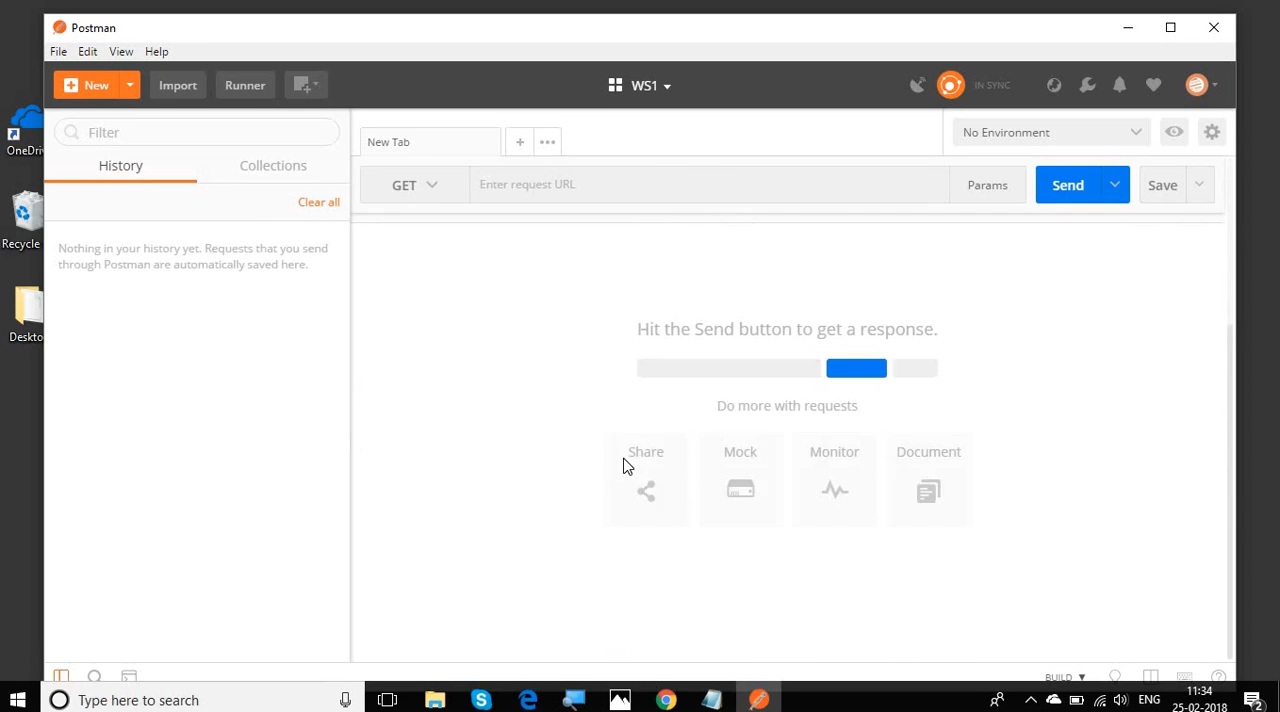 Postman
File Edit View Help
New Import Runner WS1 IN SYNC
Filter
History Collections
Clear all
Nothing in your history yet. Requests that you send
through Postman are automatically saved here.
New Tab + ••• No Environment
GET Enter request URL Params Send Save
Hit the Send button to get a response.
Do more with requests
Share Mock Monitor Document
BUILD
OneDriv
Recycle
Deskto
Type here to search
ENG
11:34
25-02-2018
2